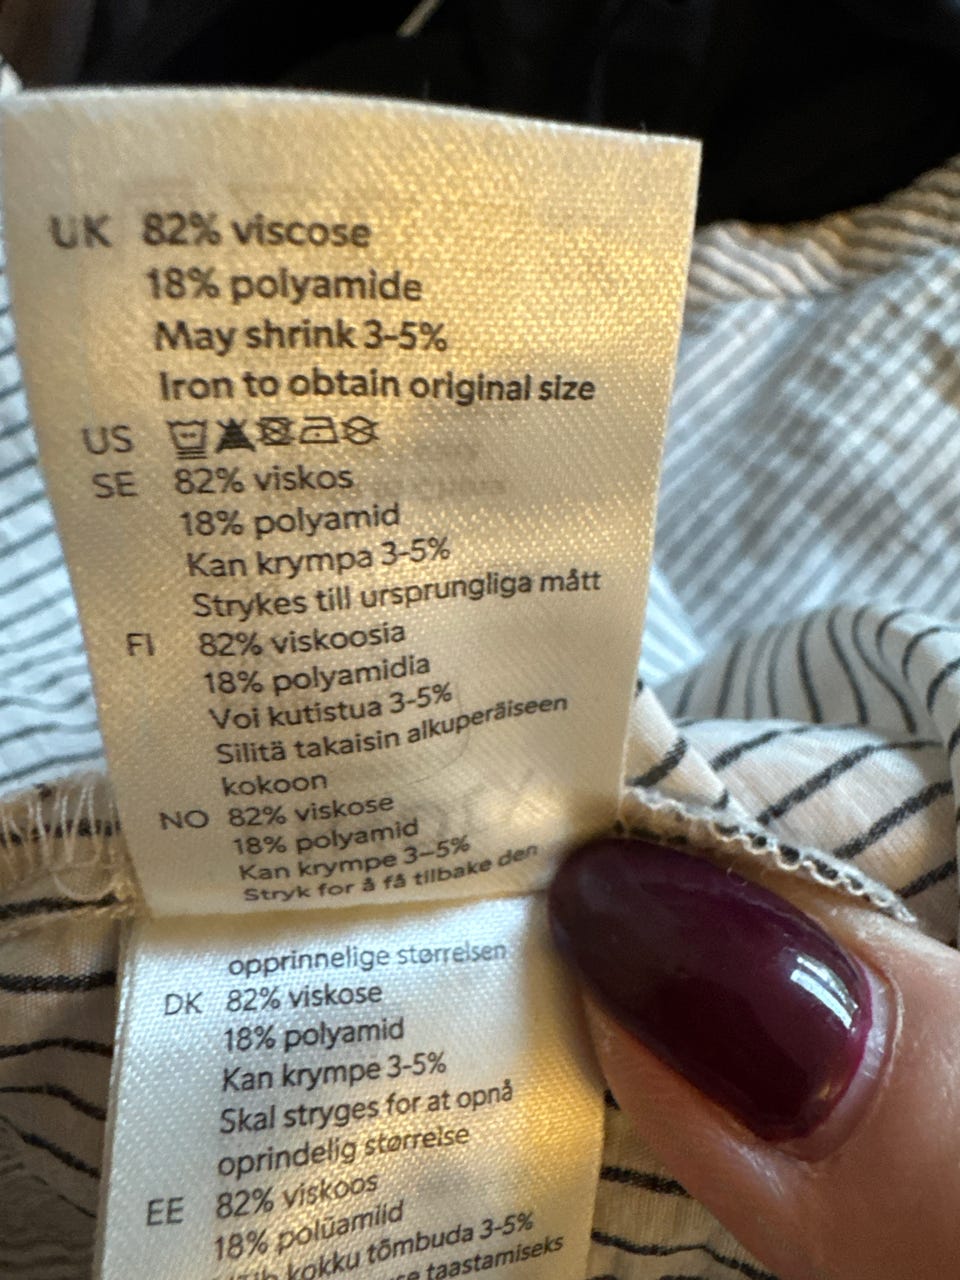 UK 82% viscose
18% polyamide
May shrink 3-5%
Iron to obtain original size
US
SE 82% viskos
18% polyamid
Kan krympa 3-5%
Strykes till ursprungliga mått
FI 82% viskoosia
18% polyamidia
Voi kutistua 3-5%
Silitä takaisin alkuperäiseen
kokoon
NO 82% viskose
18% polyamid
Kan krympe 3-5%
Stryk for å få tilbake den
opprinnelige størrelsen
DK 82% viskose
18% polyamid
Kan krympe 3-5%
Skal stryges for at opnå
oprindelig størrelse
EE 82% viskoos
18% polüamiid
kokku tõmbuda 3-5%
taastamiseks